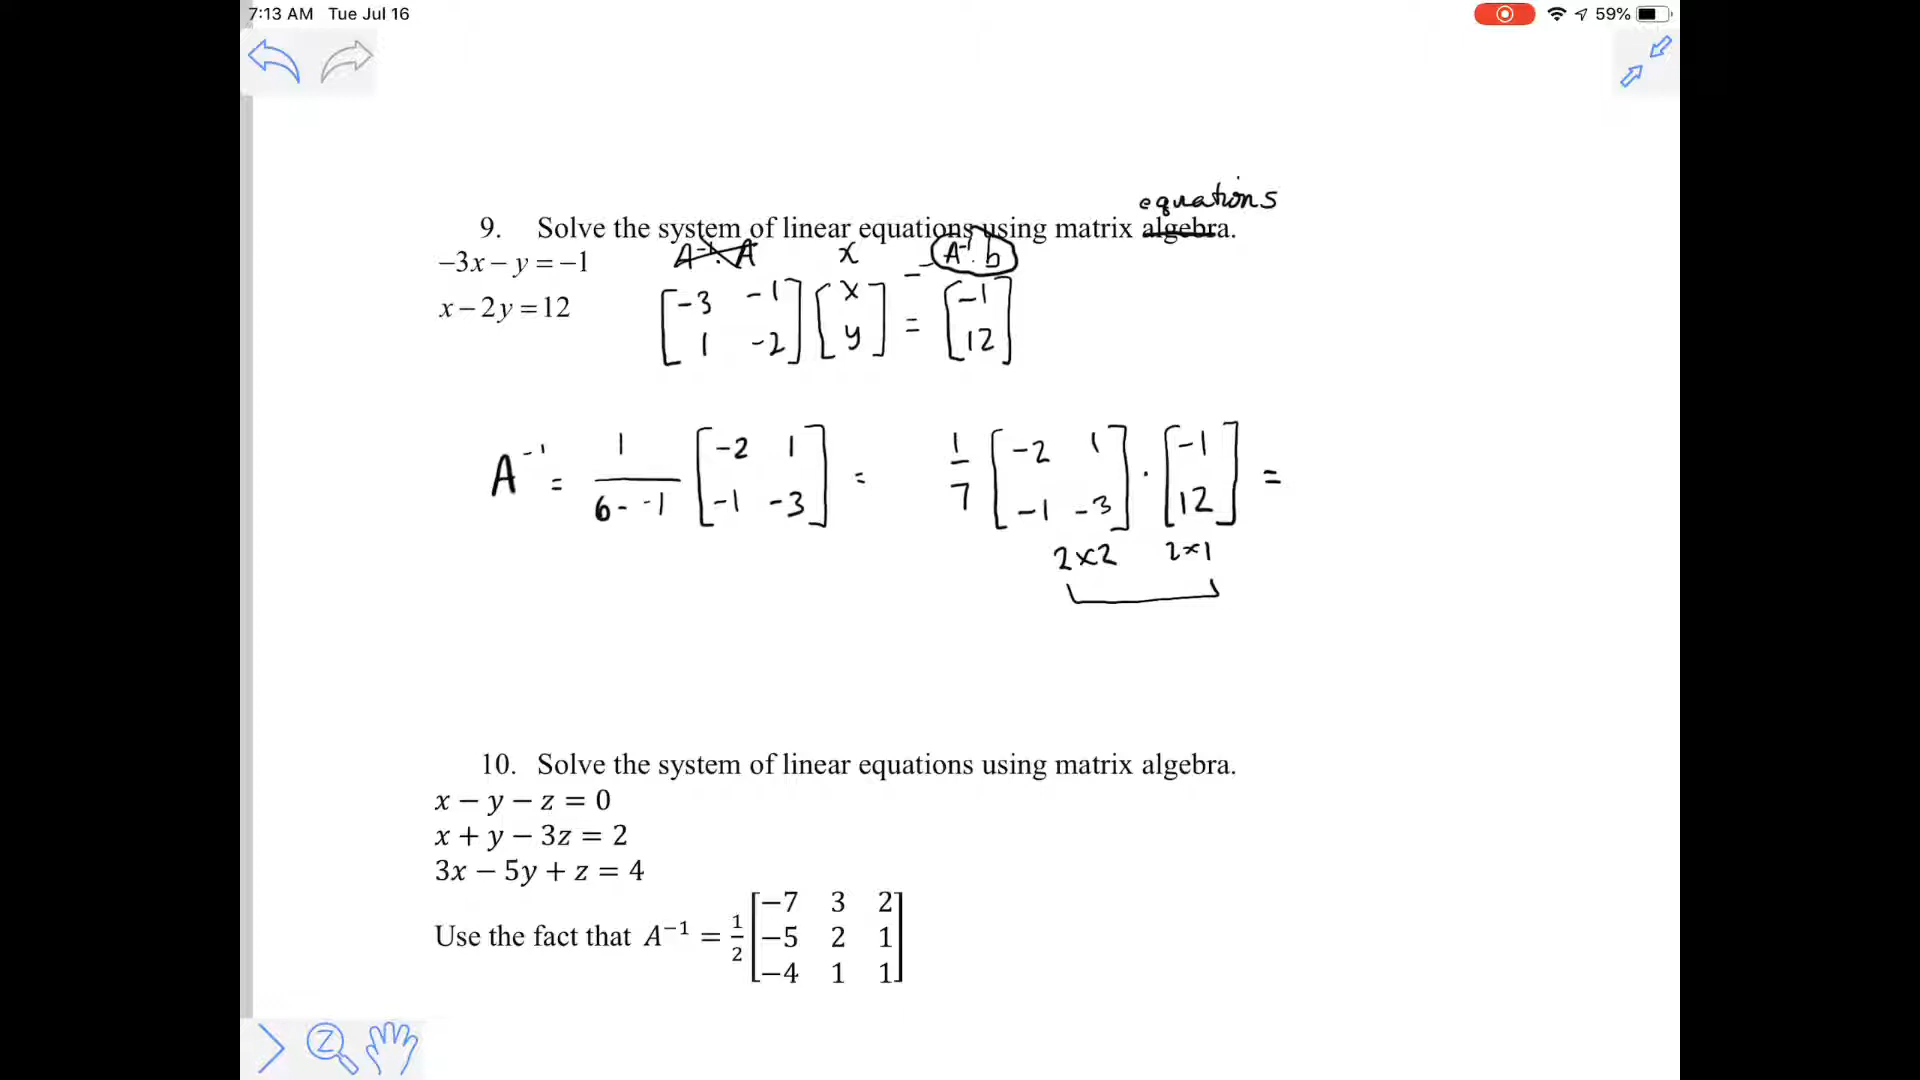 7:13 AM Tue Jul 16
59%
equations
9. Solve the system of linear equations using matrix algebra.
A⁻¹·A x = A⁻¹·b
−3x − y = −1
x − 2y = 12
[-3 -1] [x] = [-1]
[1 -2] [y] [12]
A⁻¹ = 1/(6 - -1) [-2 1] = 1/7 [-2 1] · [-1] =
[-1 -3] [-1 -3] [12]
2×2 2×1
10. Solve the system of linear equations using matrix algebra.
x − y − z = 0
x + y − 3z = 2
3x − 5y + z = 4
[−7 3 2]
Use the fact that A⁻¹ = 1/2 [−5 2 1]
[−4 1 1]
Z